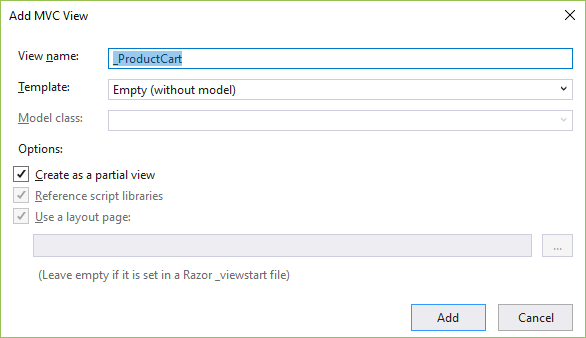 Add MVC View
View name: _ProductCart
Template: Empty (without model)
Model class:
Options:
Create as a partial view
Reference script libraries
Use a layout page:
...
(Leave empty if it is set in a Razor _viewstart file)
Add Cancel